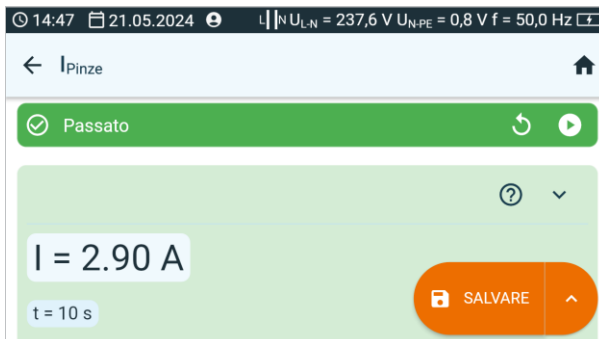 14:47 21.05.2024 L N U L-N = 237,6 V U N-PE = 0,8 V f = 50,0 Hz
I Pinze
Passato
I = 2.90 A
SALVARE
t = 10 s